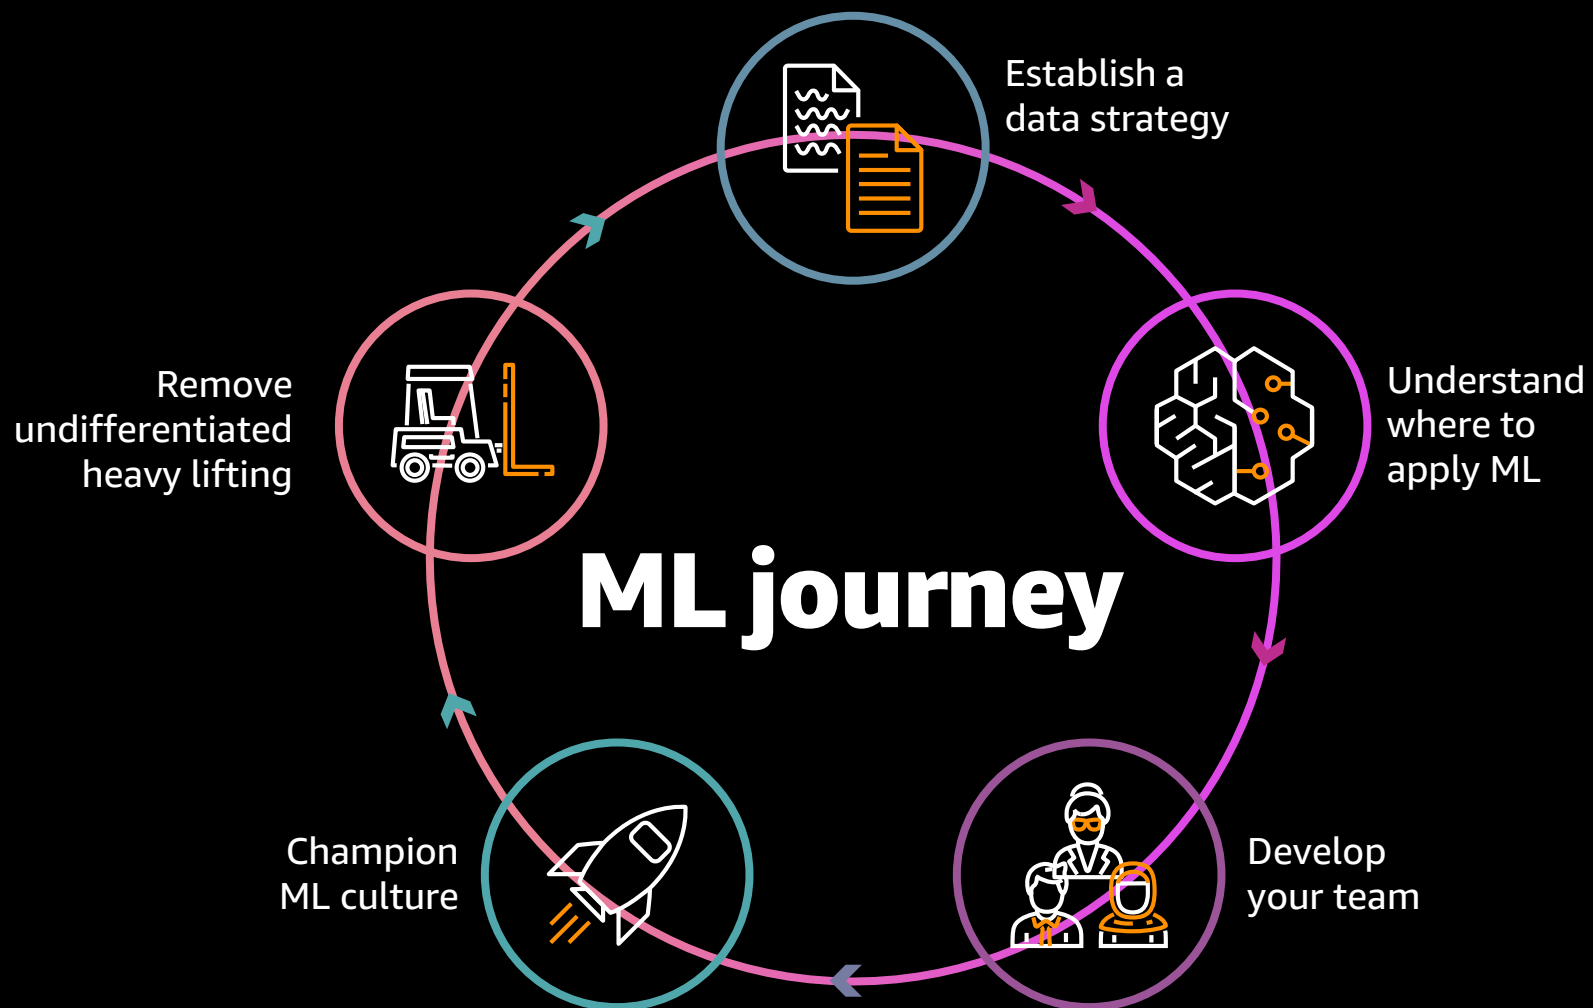 Establish a
data strategy
Understand
where to
apply ML
Develop
your team
Champion
ML culture
Remove
undifferentiated
heavy lifting
ML journey